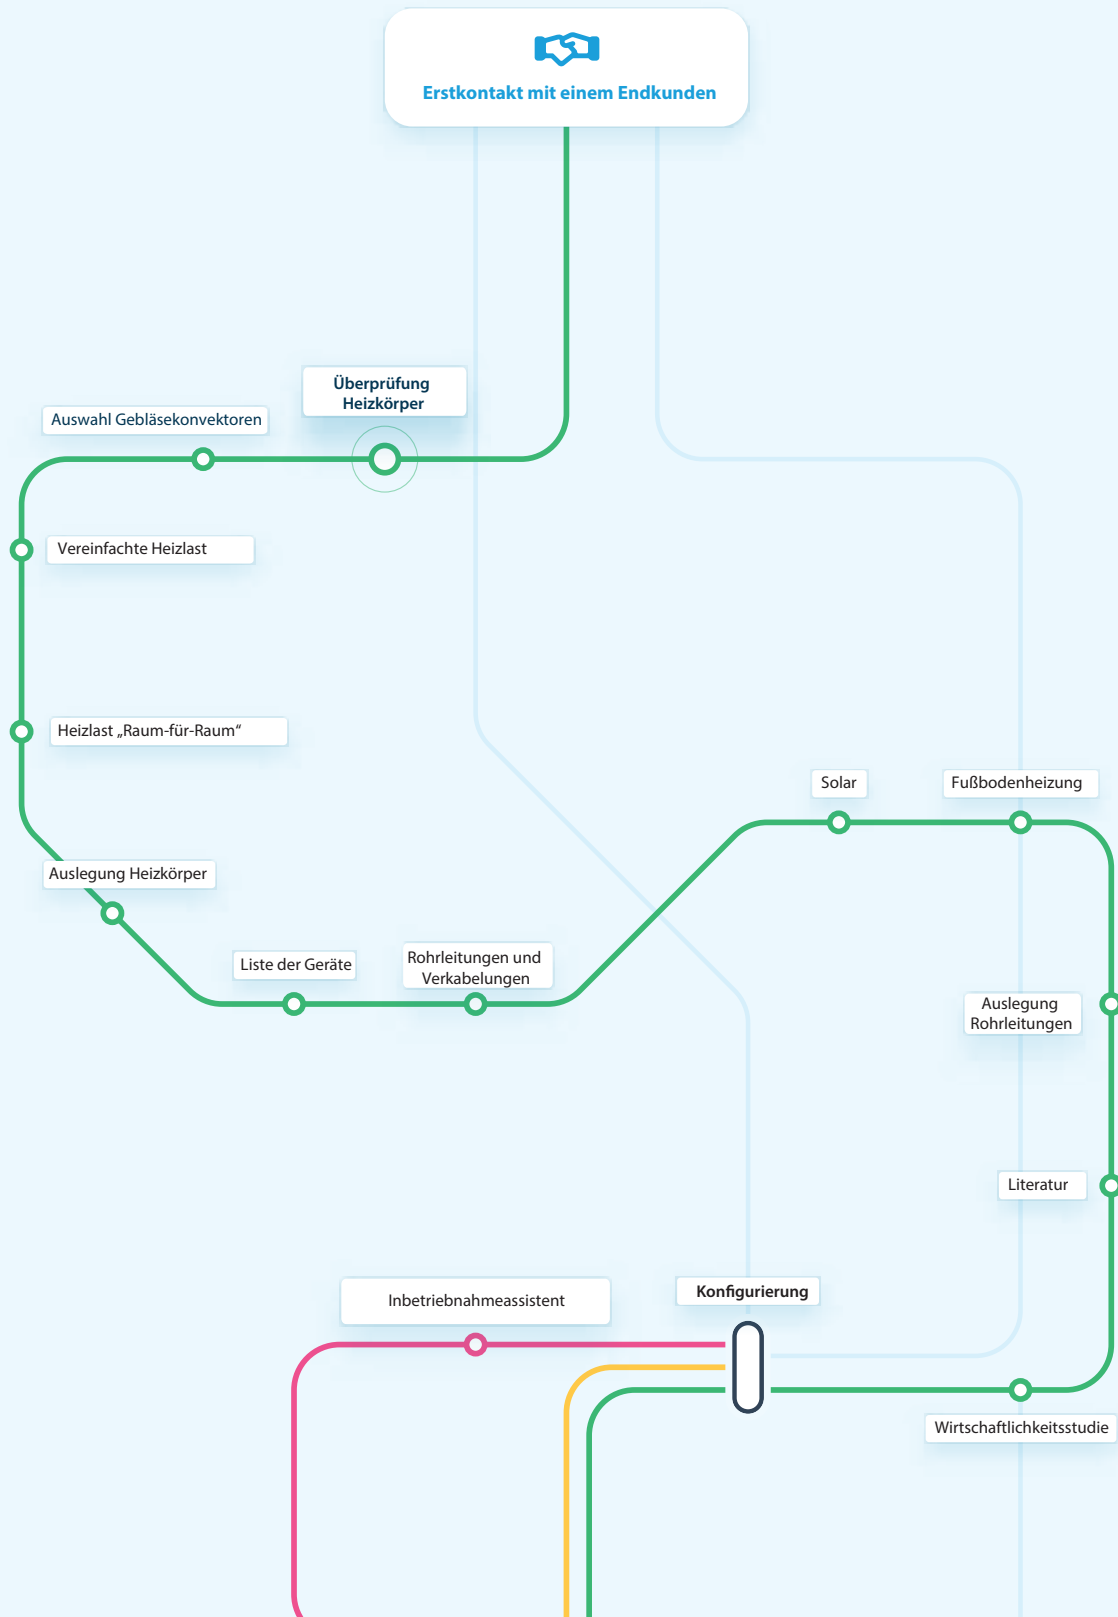 Erstkontakt mit einem Endkunden
Überprüfung
Heizkörper
Auswahl Gebläsekonvektoren
Vereinfachte Heizlast
Heizlast „Raum-für-Raum“
Solar
Fußbodenheizung
Auslegung Heizkörper
Liste der Geräte
Rohrleitungen und
Verkabelungen
Auslegung
Rohrleitungen
Literatur
Konfigurierung
Inbetriebnahmeassistent
Wirtschaftlichkeitsstudie